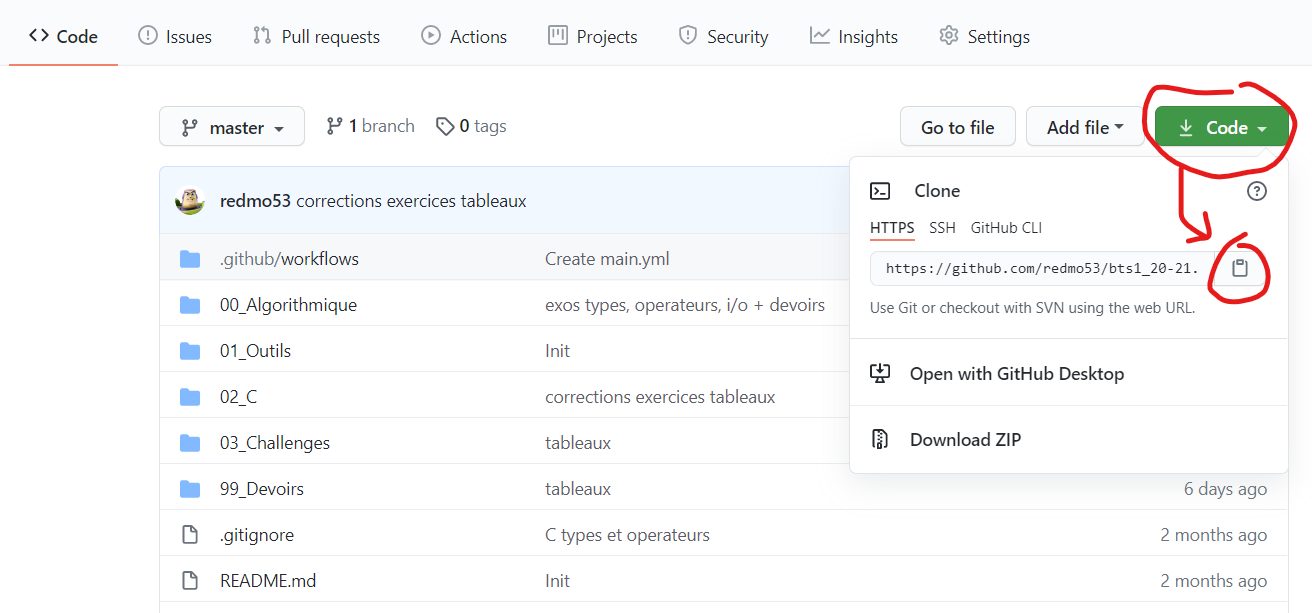 Code Issues Pull requests Actions Projects Security Insights Settings
master 1 branch 0 tags Go to file Add file Code
redmo53 corrections exercices tableaux
Clone
HTTPS SSH GitHub CLI
https://github.com/redmo53/bts1_20-21.
Use Git or checkout with SVN using the web URL.
Open with GitHub Desktop
Download ZIP
.github/workflows Create main.yml
00_Algorithmique exos types, operateurs, i/o + devoirs
01_Outils Init
02_C corrections exercices tableaux
03_Challenges tableaux
99_Devoirs tableaux 6 days ago
.gitignore C types et operateurs 2 months ago
README.md Init 2 months ago